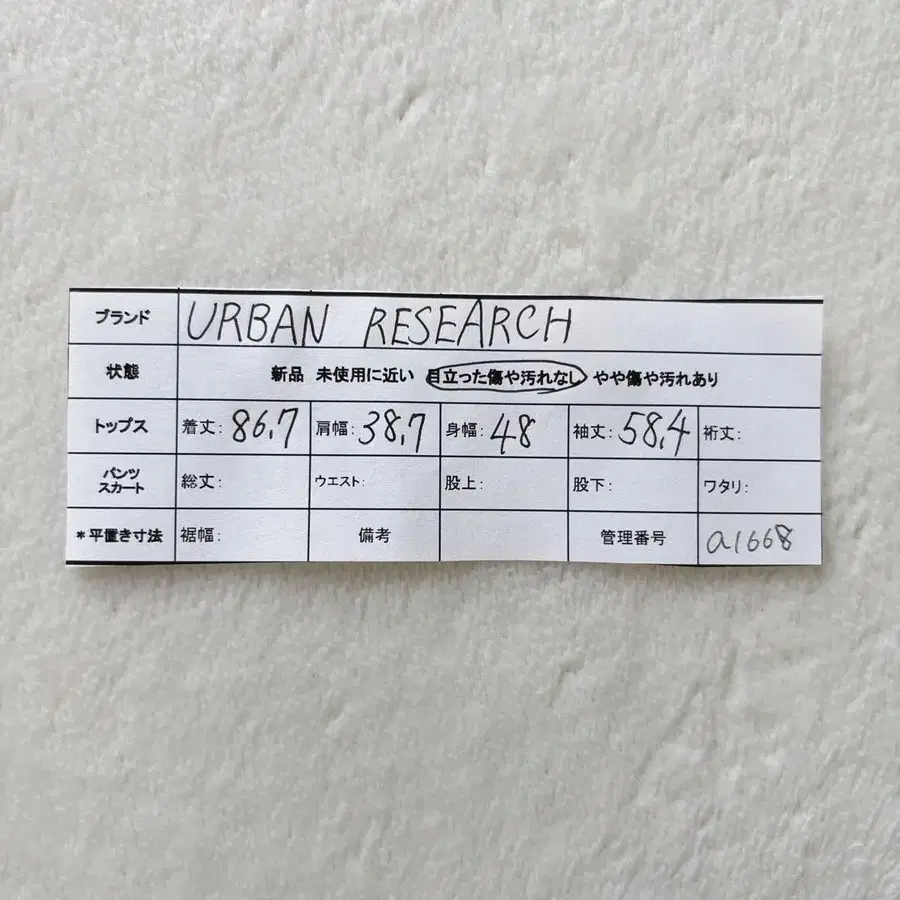 ブランド URBAN RESEARCH
状態 新品 未使用に近い 目立った傷や汚れなし やや傷や汚れあり
トップス 着丈: 86,7 肩幅: 38,7 身幅: 48 袖丈: 58,4 裄丈:
パンツ スカート 総丈: ウエスト: 股上: 股下: ワタリ:
*平置き寸法 裾幅: 備考 管理番号 a1668